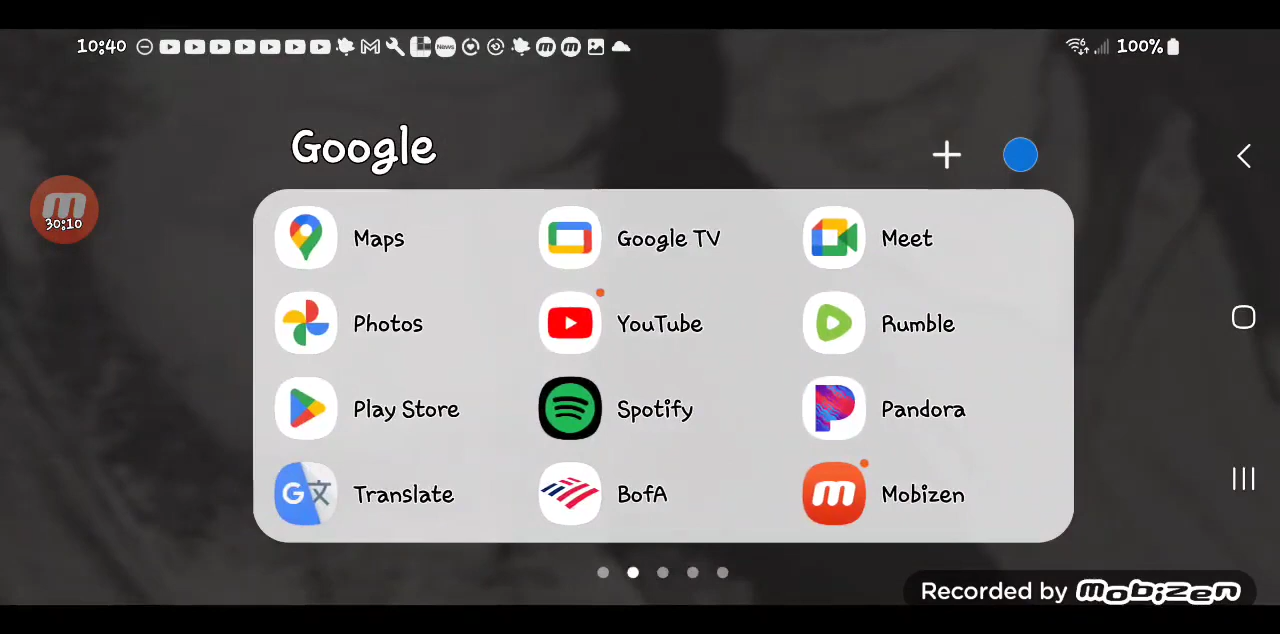 10:40 News 100%
Google
30:10
Maps Google TV Meet
Photos YouTube Rumble
Play Store Spotify Pandora
Translate BofA Mobizen
Recorded by mobizen